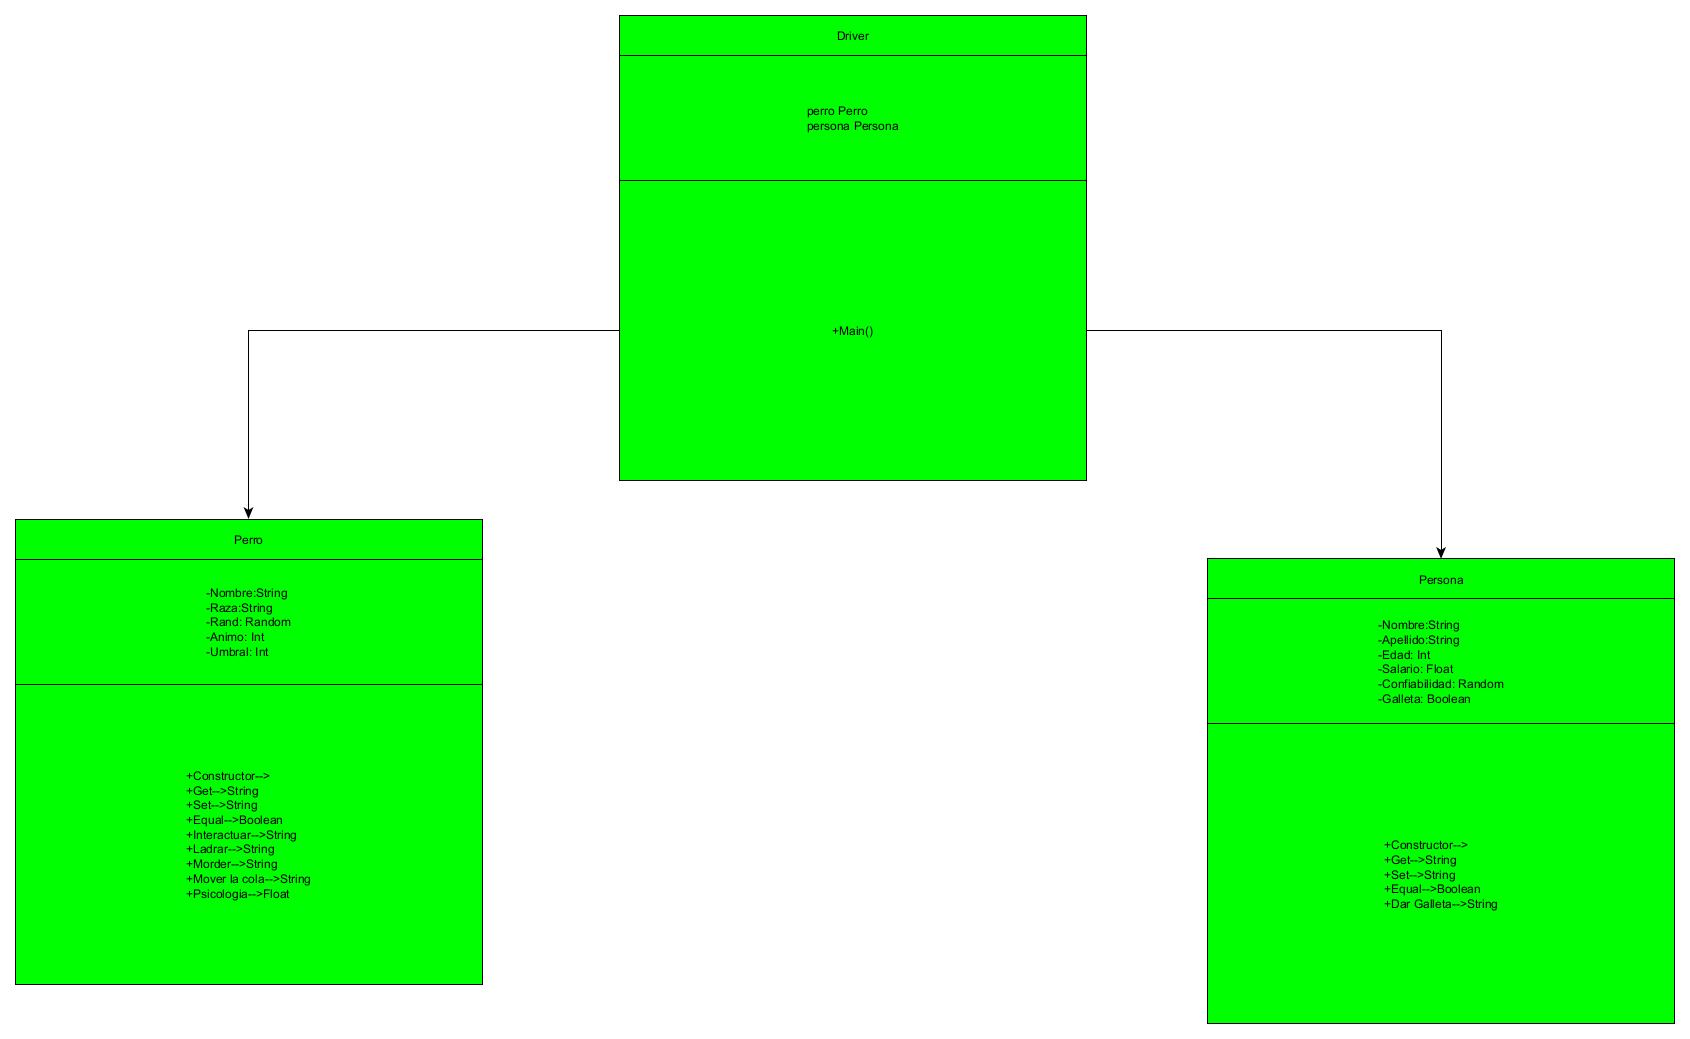 Driver
perro Perro
persona Persona
+Main()
Perro
-Nombre:String
-Raza:String
-Rand: Random
-Animo: Int
-Umbral: Int
+Constructor-->
+Get-->String
+Set-->String
+Equal-->Boolean
+Interactuar-->String
+Ladrar-->String
+Morder-->String
+Mover la cola-->String
+Psicologia-->Float
Persona
-Nombre:String
-Apellido:String
-Edad: Int
-Salario: Float
-Confiabilidad: Random
-Galleta: Boolean
+Constructor-->
+Get-->String
+Set-->String
+Equal-->Boolean
+Dar Galleta-->String